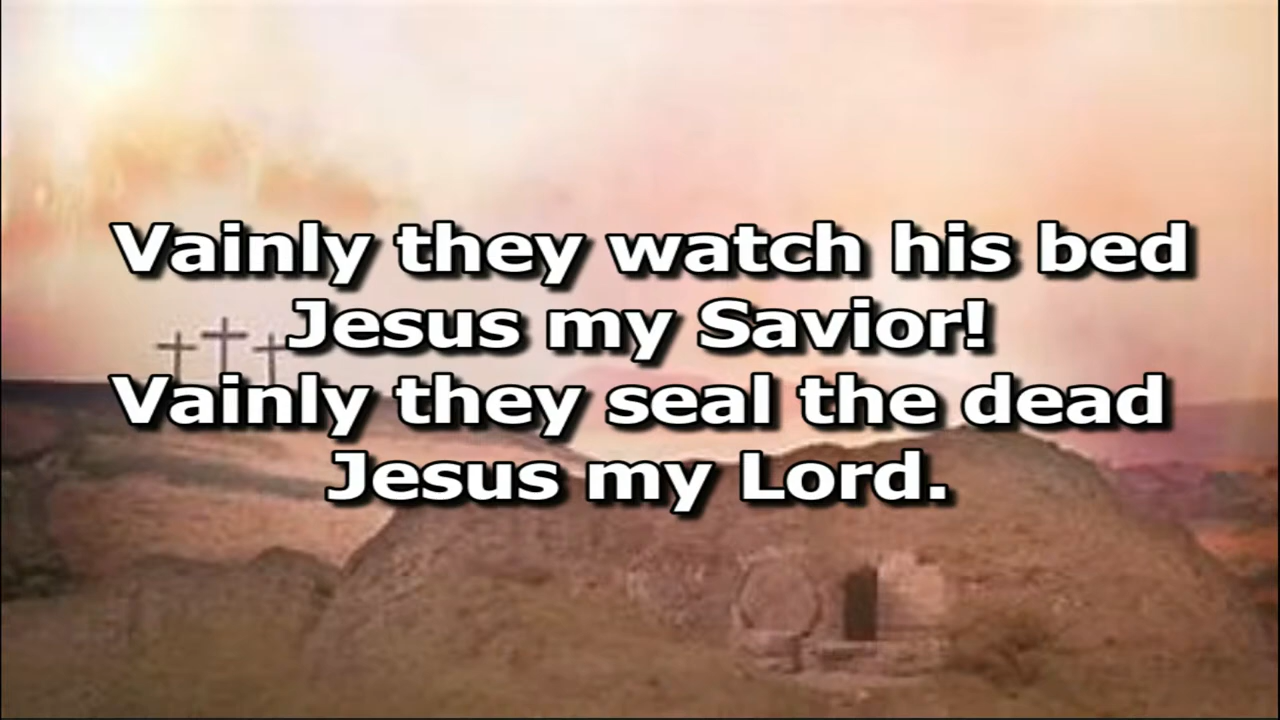 Vainly they watch his bed
Jesus my Savior!
Vainly they seal the dead
Jesus my Lord.